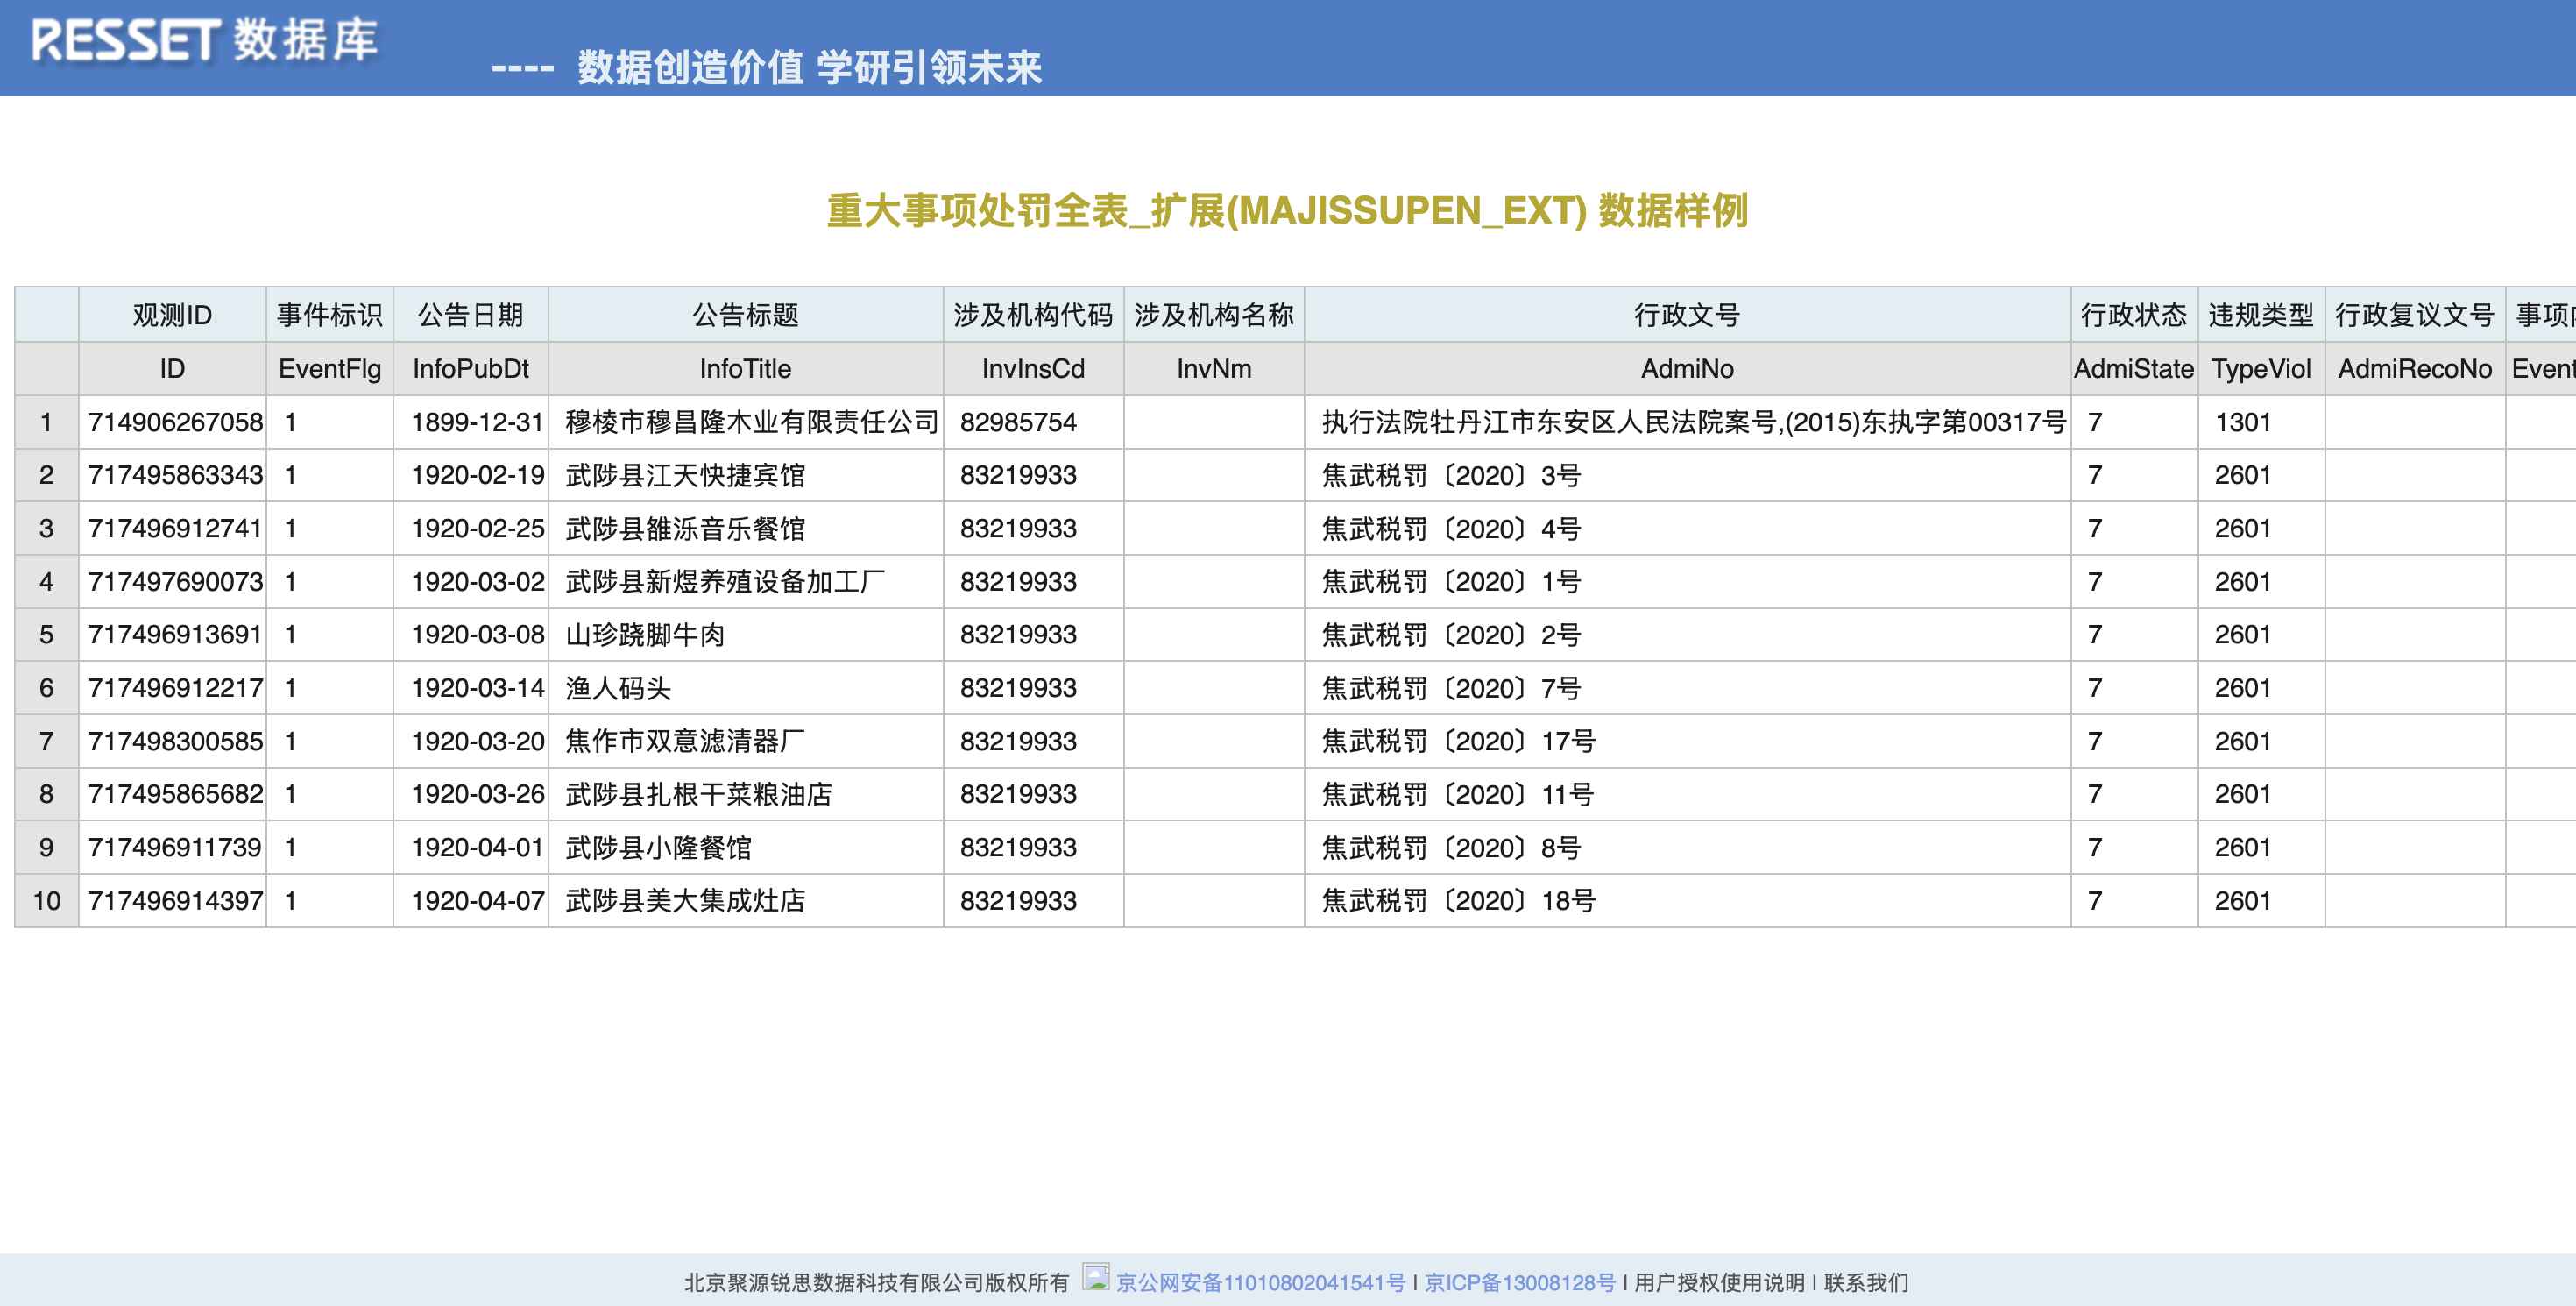 RESSET 数据库
---- 数据创造价值 学研引领未来
重大事项处罚全表_扩展(MAJISSUPEN_EXT) 数据样例
观测ID 事件标识 公告日期 公告标题 涉及机构代码 涉及机构名称 行政文号 行政状态 违规类型 行政复议文号 事项
ID EventFlg InfoPubDt InfoTitle InvInsCd InvNm AdmiNo AdmiState TypeViol AdmiRecoNo Event
1 714906267058 1 1899-12-31 穆棱市穆昌隆木业有限责任公司 82985754 执行法院牡丹江市东安区人民法院案号,(2015)东执字第00317号 7 1301
2 717495863343 1 1920-02-19 武陟县江天快捷宾馆 83219933 焦武税罚〔2020〕3号 7 2601
3 717496912741 1 1920-02-25 武陟县雒泺音乐餐馆 83219933 焦武税罚〔2020〕4号 7 2601
4 717497690073 1 1920-03-02 武陟县新煜养殖设备加工厂 83219933 焦武税罚〔2020〕1号 7 2601
5 717496913691 1 1920-03-08 山珍跷脚牛肉 83219933 焦武税罚〔2020〕2号 7 2601
6 717496912217 1 1920-03-14 渔人码头 83219933 焦武税罚〔2020〕7号 7 2601
7 717498300585 1 1920-03-20 焦作市双意滤清器厂 83219933 焦武税罚〔2020〕17号 7 2601
8 717495865682 1 1920-03-26 武陟县扎根干菜粮油店 83219933 焦武税罚〔2020〕11号 7 2601
9 717496911739 1 1920-04-01 武陟县小隆餐馆 83219933 焦武税罚〔2020〕8号 7 2601
10 717496914397 1 1920-04-07 武陟县美大集成灶店 83219933 焦武税罚〔2020〕18号 7 2601
北京聚源锐思数据科技有限公司版权所有 京公网安备11010802041541号 | 京ICP备13008128号 | 用户授权使用说明 | 联系我们